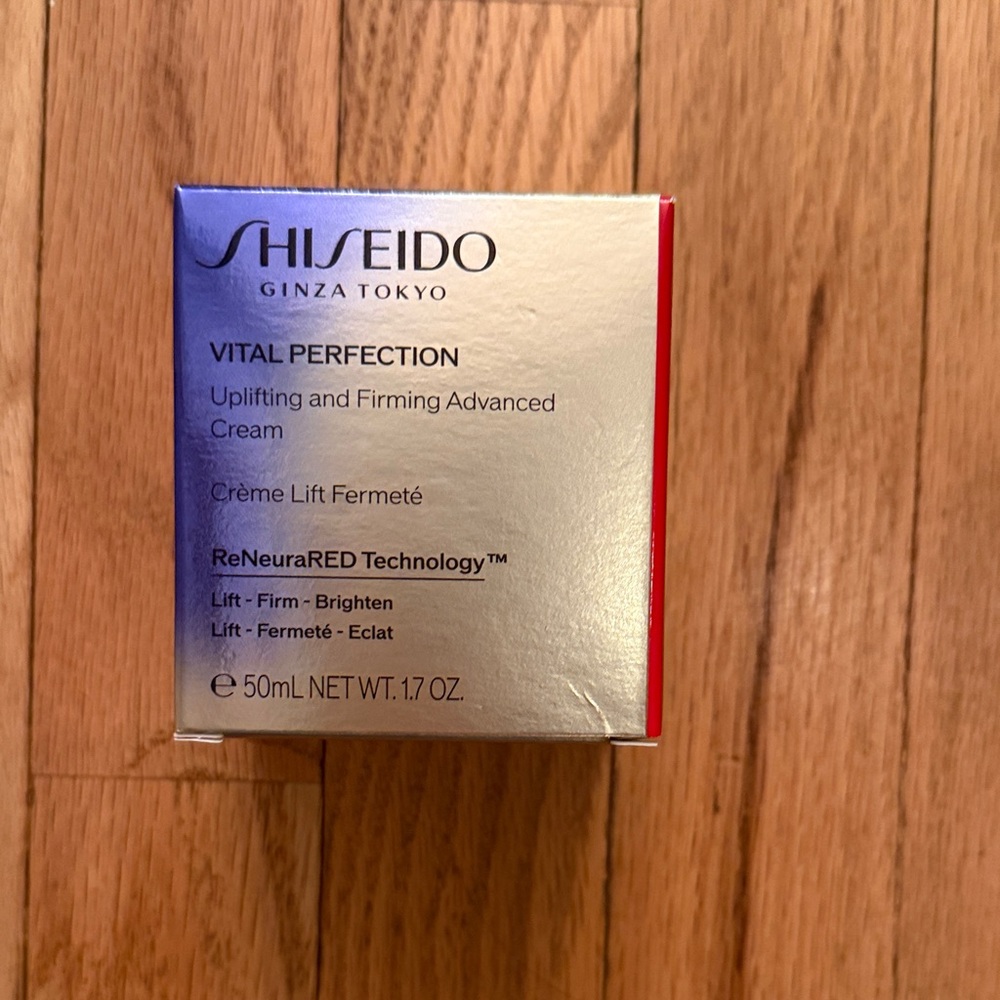 SHISEIDO
GINZA TOKYO
VITAL PERFECTION
Uplifting and Firming Advanced
Cream
Crème Lift Fermeté
ReNeuraRED Technology™
Lift - Firm - Brighten
Lift - Fermeté - Eclat
℮ 50mL NET WT. 1.7 OZ.